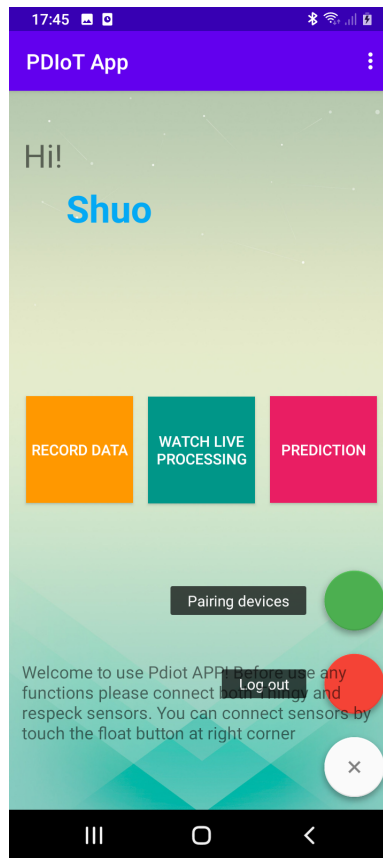 17:45
PDIoT App
Hi!
Shuo
RECORD DATA
WATCH LIVE
PROCESSING
PREDICTION
Pairing devices
Log out
Welcome to use Pdiot APP! Before use any
functions please connect both Thingy and
respeck sensors. You can connect sensors by
touch the float button at right corner